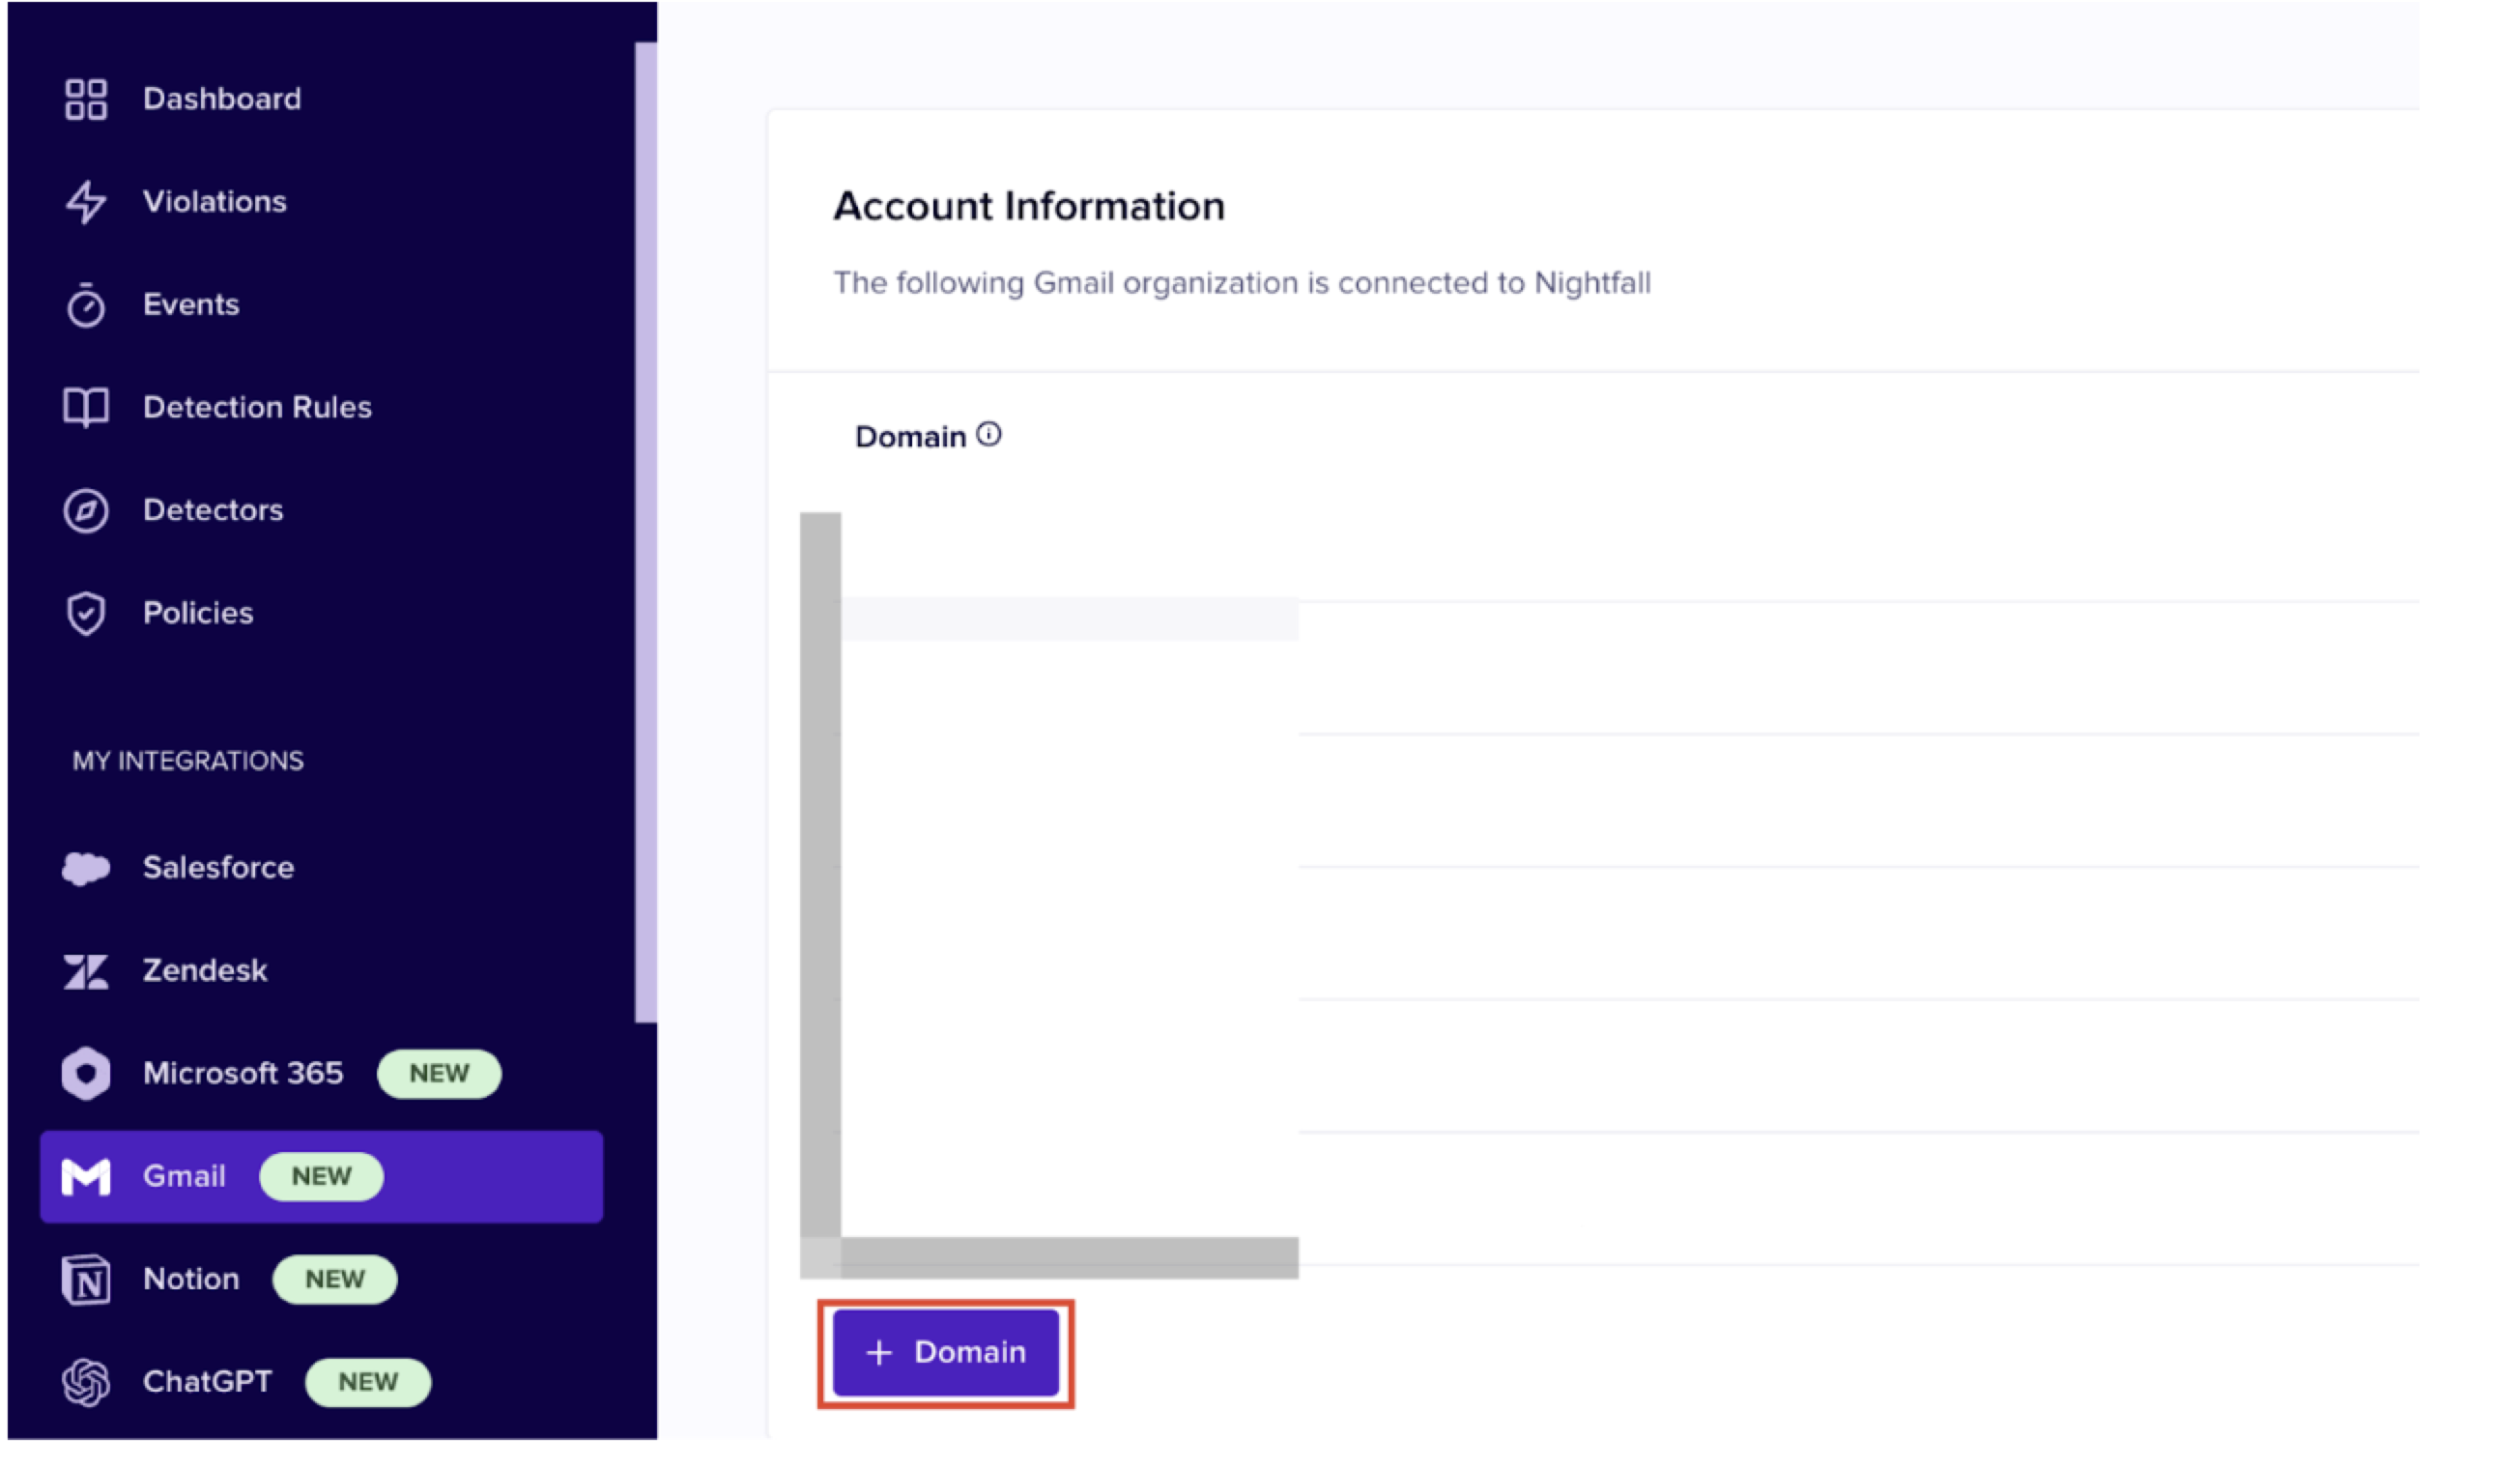 Dashboard
Violations
Events
Detection Rules
Detectors
Policies
MY INTEGRATIONS
Salesforce
Zendesk
Microsoft 365 NEW
Gmail NEW
Notion NEW
ChatGPT NEW
Account Information
The following Gmail organization is connected to Nightfall
Domain
+ Domain